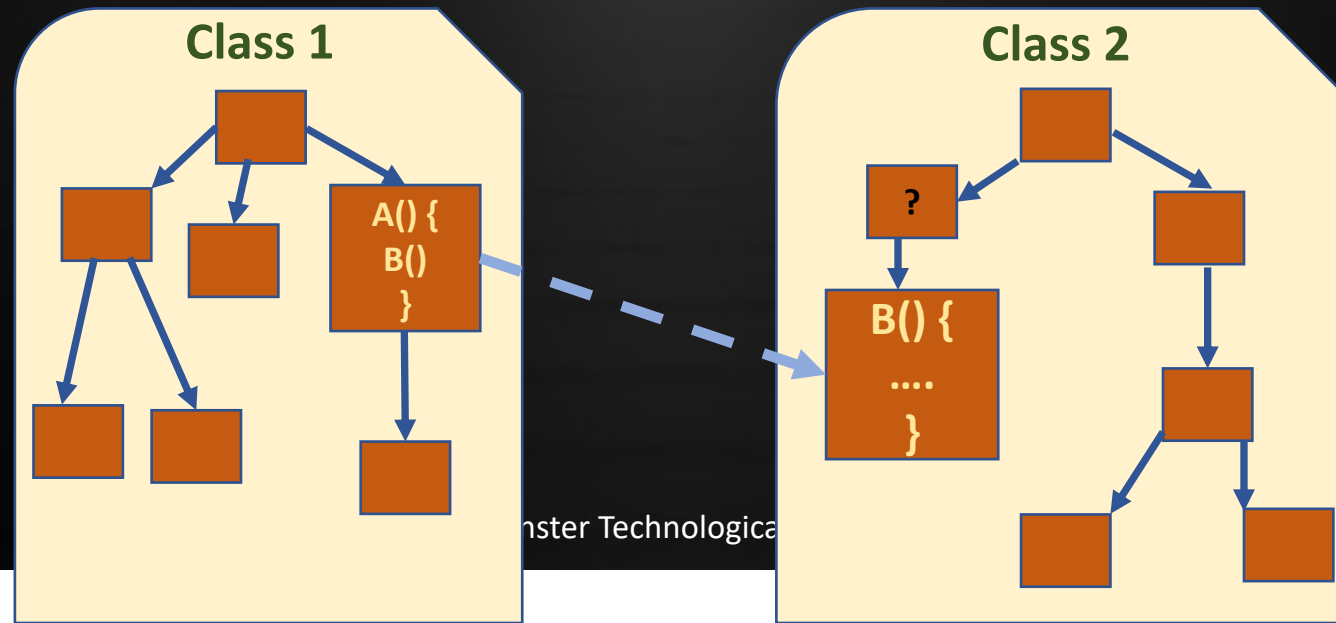 Class 1
Class 2
A() {
B()
}
?
B() {
....
}
nster Technologica